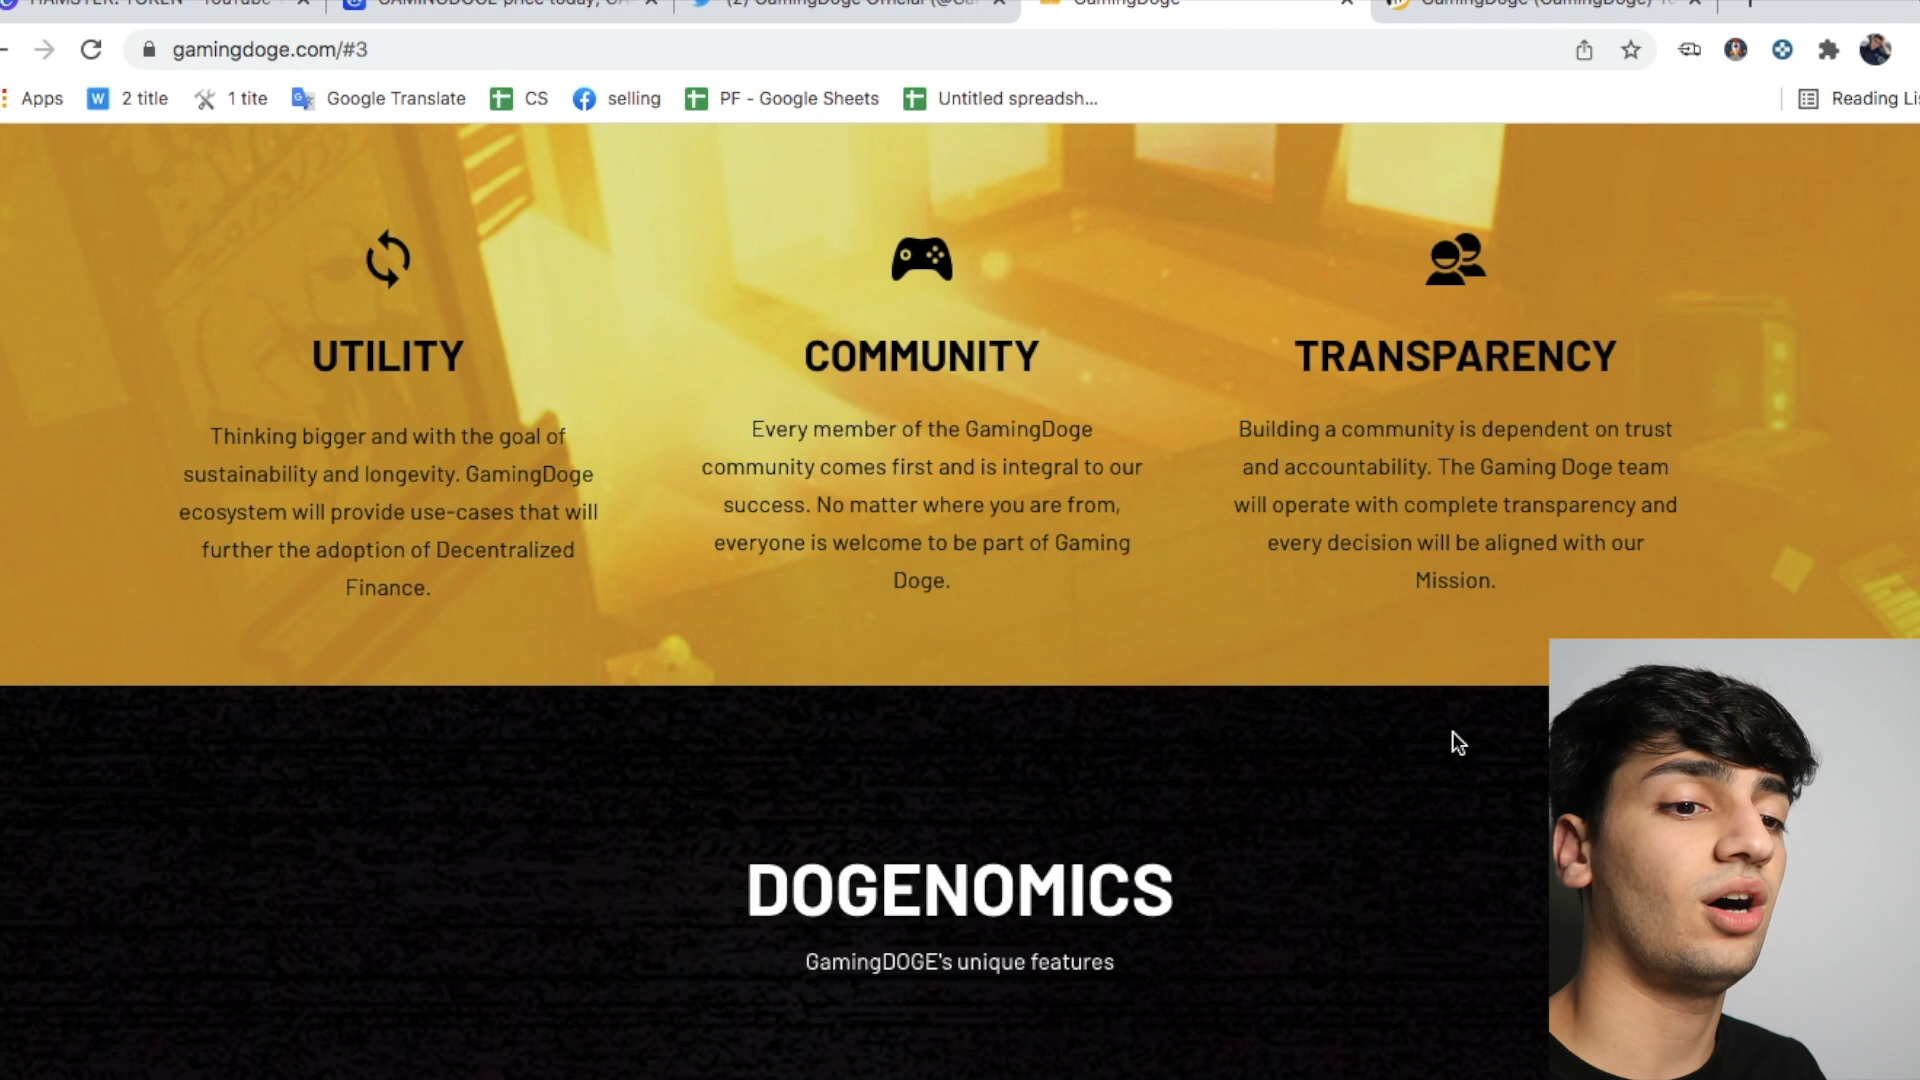 HAMSTER: TOKEN - YouTube
GAMINGDOGE price today, GA
(2) GamingDoge Official (@Ga
GamingDoge
GamingDoge (GamingDoge)
gamingdoge.com/#3
Apps
2 title
1 tite
Google Translate
CS
selling
PF - Google Sheets
Untitled spreadsh...
Reading Lis
UTILITY
Thinking bigger and with the goal of
sustainability and longevity. GamingDoge
ecosystem will provide use-cases that will
further the adoption of Decentralized
Finance.
COMMUNITY
Every member of the GamingDoge
community comes first and is integral to our
success. No matter where you are from,
everyone is welcome to be part of Gaming
Doge.
TRANSPARENCY
Building a community is dependent on trust
and accountability. The Gaming Doge team
will operate with complete transparency and
every decision will be aligned with our
Mission.
DOGENOMICS
GamingDOGE's unique features